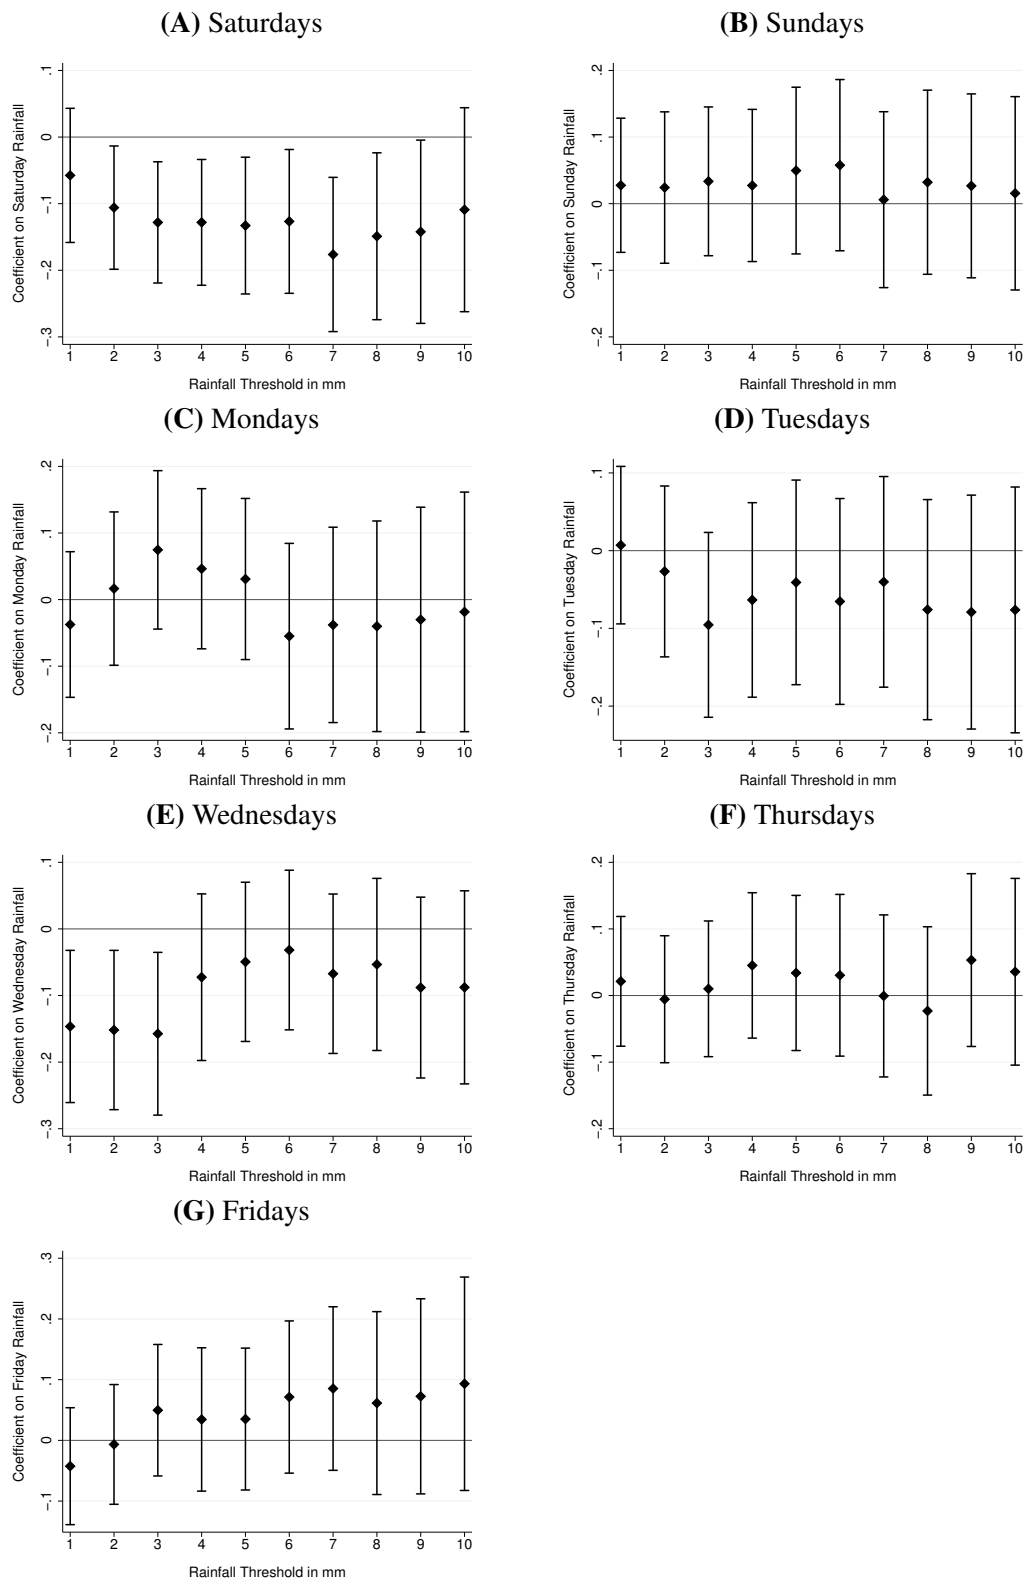 (A) Saturdays
Coefficient on Saturday Rainfall
.1
0
-.1
-.2
-.3
1 2 3 4 5 6 7 8 9 10
Rainfall Threshold in mm
(B) Sundays
Coefficient on Sunday Rainfall
.2
.1
0
-.1
-.2
1 2 3 4 5 6 7 8 9 10
Rainfall Threshold in mm
(C) Mondays
Coefficient on Monday Rainfall
.2
.1
0
-.1
-.2
1 2 3 4 5 6 7 8 9 10
Rainfall Threshold in mm
(D) Tuesdays
Coefficient on Tuesday Rainfall
.1
0
-.1
-.2
1 2 3 4 5 6 7 8 9 10
Rainfall Threshold in mm
(E) Wednesdays
Coefficient on Wednesday Rainfall
.1
0
-.1
-.2
-.3
1 2 3 4 5 6 7 8 9 10
Rainfall Threshold in mm
(F) Thursdays
Coefficient on Thursday Rainfall
.2
.1
0
-.1
-.2
1 2 3 4 5 6 7 8 9 10
Rainfall Threshold in mm
(G) Fridays
Coefficient on Friday Rainfall
.3
.2
.1
0
-.1
1 2 3 4 5 6 7 8 9 10
Rainfall Threshold in mm